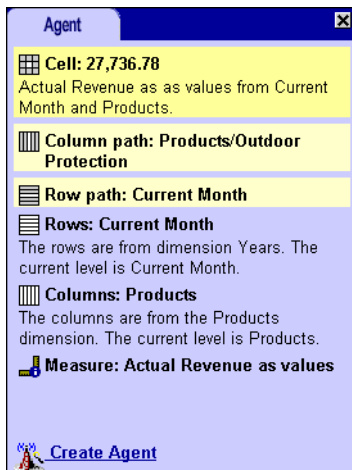 Agent
Cell: 27,736.78
Actual Revenue as as values from Current
Month and Products.
Column path: Products/Outdoor
Protection
Row path: Current Month
Rows: Current Month
The rows are from dimension Years. The
current level is Current Month.
Columns: Products
The columns are from the Products
dimension. The current level is Products.
Measure: Actual Revenue as values
Create Agent